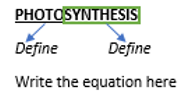 PHOTOSYNTHESIS
Define Define
Write the equation here